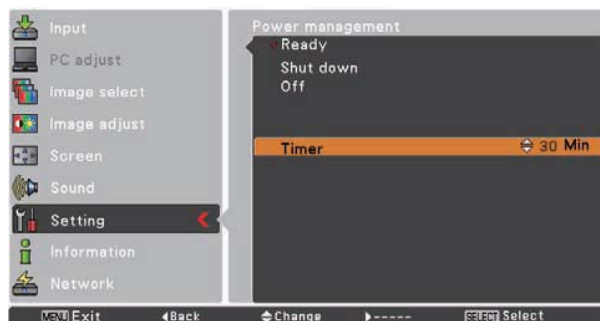 Input
PC adjust
Image select
Image adjust
Screen
Sound
Setting
Information
Network
Power management
Ready
Shut down
Off
Timer 30 Min
MENU Exit Back Change ----- SELECT Select